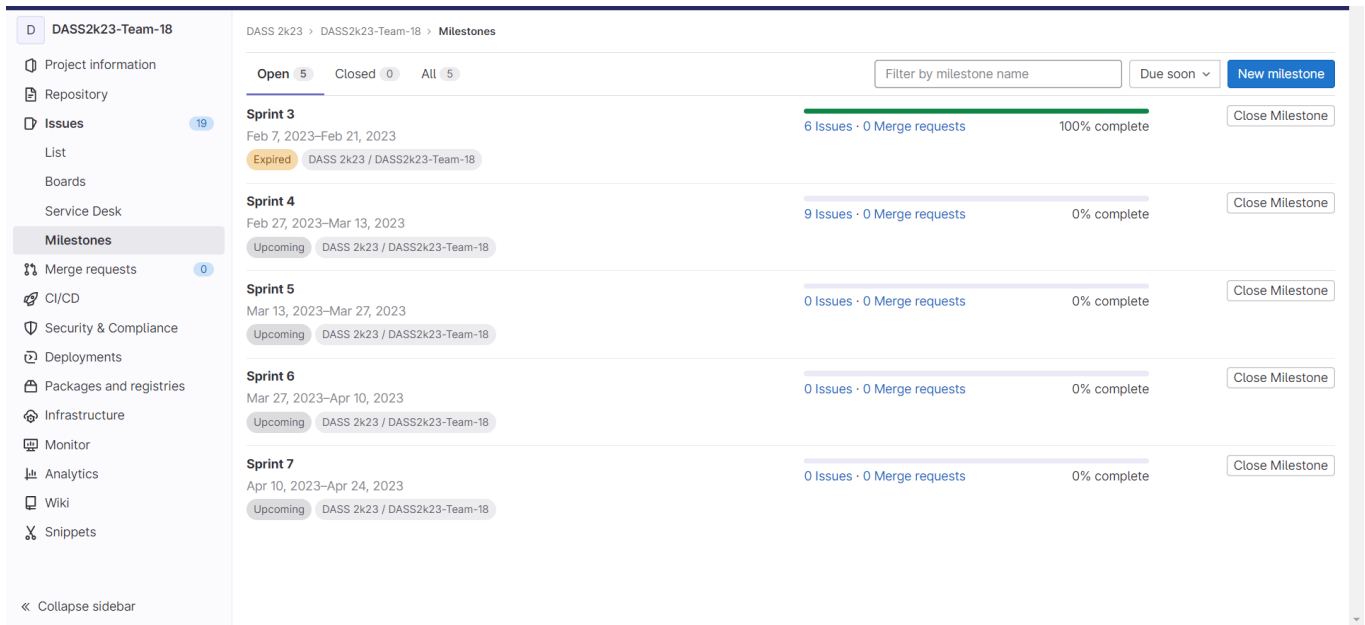 D DASS2k23-Team-18
Project information
Repository
Issues 19
List
Boards
Service Desk
Milestones
Merge requests 0
CI/CD
Security & Compliance
Deployments
Packages and registries
Infrastructure
Monitor
Analytics
Wiki
Snippets
« Collapse sidebar
DASS 2k23 › DASS2k23-Team-18 › Milestones
Open 5 Closed 0 All 5 Filter by milestone name Due soon New milestone
Sprint 3
Feb 7, 2023–Feb 21, 2023
Expired DASS 2k23 / DASS2k23-Team-18
6 Issues · 0 Merge requests 100% complete
Close Milestone
Sprint 4
Feb 27, 2023–Mar 13, 2023
Upcoming DASS 2k23 / DASS2k23-Team-18
9 Issues · 0 Merge requests 0% complete
Close Milestone
Sprint 5
Mar 13, 2023–Mar 27, 2023
Upcoming DASS 2k23 / DASS2k23-Team-18
0 Issues · 0 Merge requests 0% complete
Close Milestone
Sprint 6
Mar 27, 2023–Apr 10, 2023
Upcoming DASS 2k23 / DASS2k23-Team-18
0 Issues · 0 Merge requests 0% complete
Close Milestone
Sprint 7
Apr 10, 2023–Apr 24, 2023
Upcoming DASS 2k23 / DASS2k23-Team-18
0 Issues · 0 Merge requests 0% complete
Close Milestone